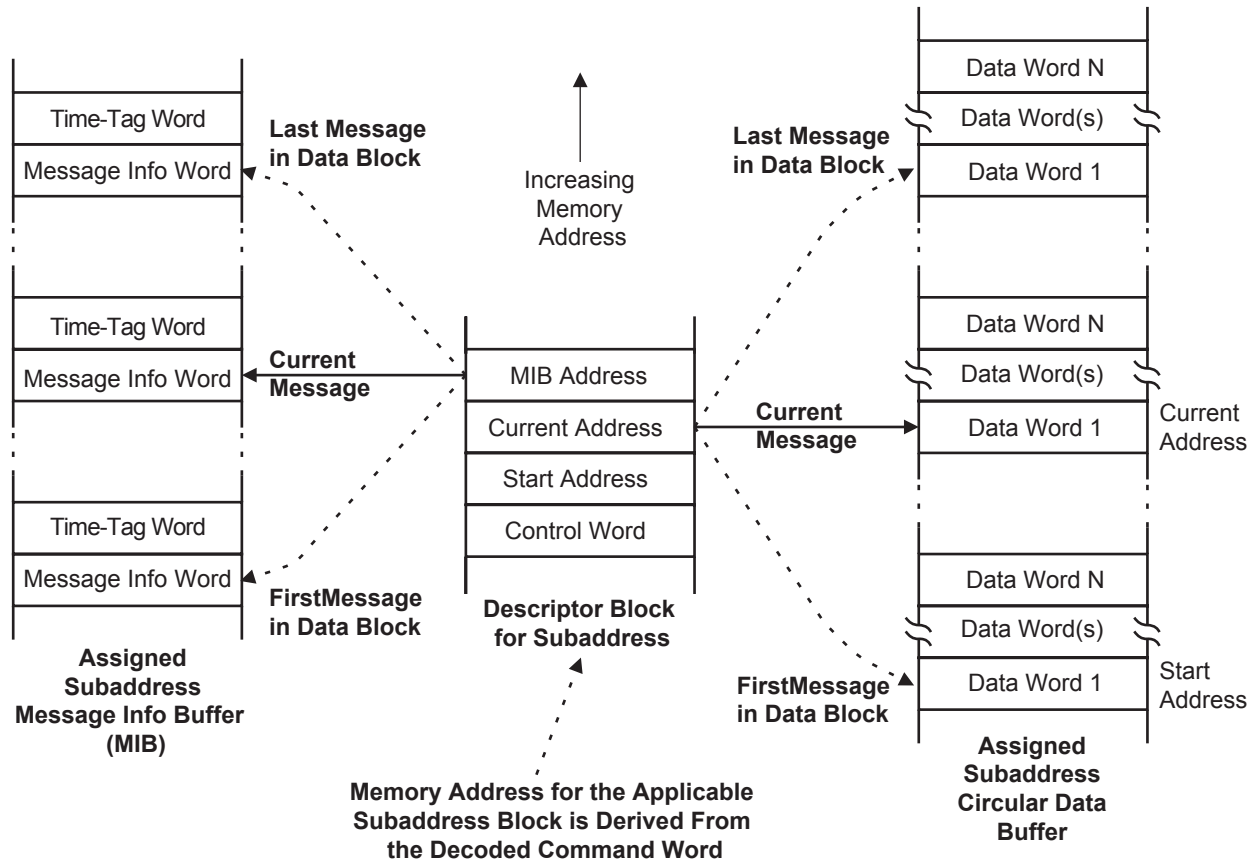 Time-Tag Word
Message Info Word
Time-Tag Word
Message Info Word
Time-Tag Word
Message Info Word
Assigned
Subaddress
Message Info Buffer
(MIB)
Last Message
in Data Block
Current
Message
FirstMessage
in Data Block
Increasing
Memory
Address
MIB Address
Current Address
Start Address
Control Word
Descriptor Block
for Subaddress
Memory Address for the Applicable
Subaddress Block is Derived From
the Decoded Command Word
Last Message
in Data Block
Current
Message
FirstMessage
in Data Block
Data Word N
Data Word(s)
Data Word 1
Data Word N
Data Word(s)
Data Word 1
Current
Address
Data Word N
Data Word(s)
Data Word 1
Start
Address
Assigned
Subaddress
Circular Data
Buffer